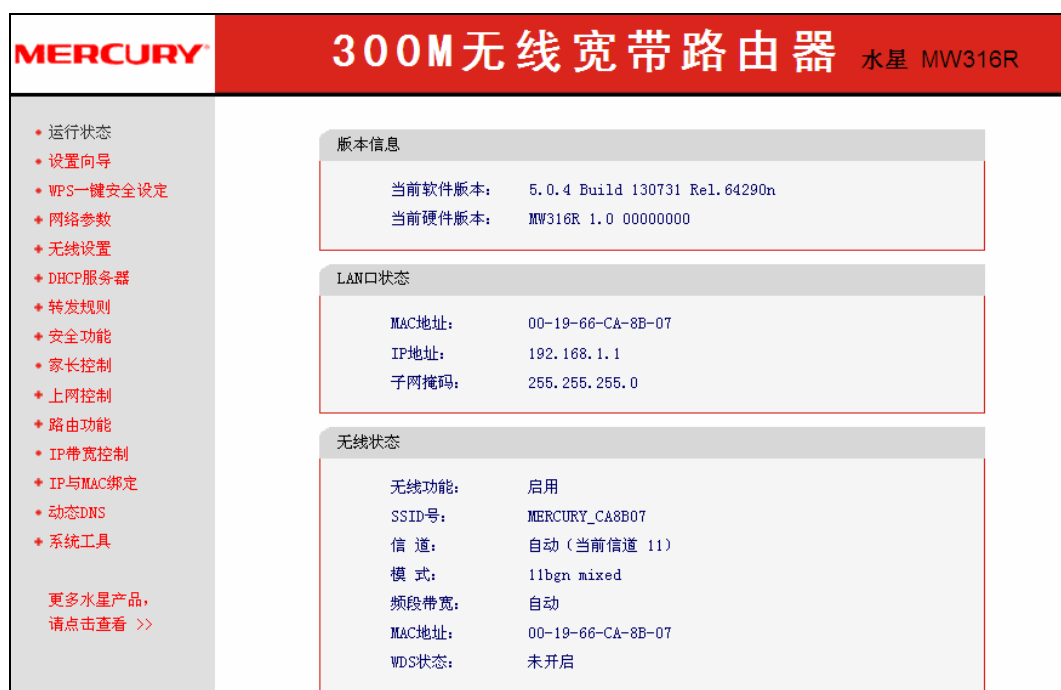 MERCURY
300M无线宽带路由器 水星 MW316R
运行状态
设置向导
WPS一键安全设定
网络参数
无线设置
DHCP服务器
转发规则
安全功能
家长控制
上网控制
路由功能
IP带宽控制
IP与MAC绑定
动态DNS
系统工具
更多水星产品,
请点击查看 >>
版本信息
当前软件版本: 5.0.4 Build 130731 Rel.64290n
当前硬件版本: MW316R 1.0 00000000
LAN口状态
MAC地址: 00-19-66-CA-8B-07
IP地址: 192.168.1.1
子网掩码: 255.255.255.0
无线状态
无线功能: 启用
SSID号: MERCURY_CA8B07
信 道: 自动(当前信道 11)
模 式: 11bgn mixed
频段带宽: 自动
MAC地址: 00-19-66-CA-8B-07
WDS状态: 未开启